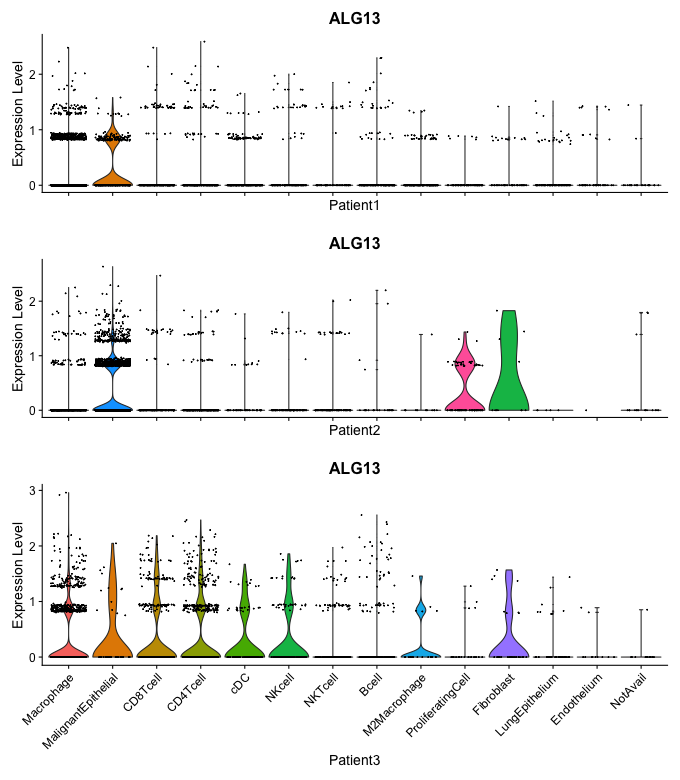 ALG13
Expression Level
2
1
0
Patient1
ALG13
Expression Level
2
1
0
Patient2
ALG13
Expression Level
3
2
1
0
Macrophage
MalignantEpithelial
CD8Tcell
CD4Tcell
cDC
NKcell
NKTcell
Bcell
M2Macrophage
ProliferatingCell
Fibroblast
LungEpithelium
Endothelium
NotAvail
Patient3